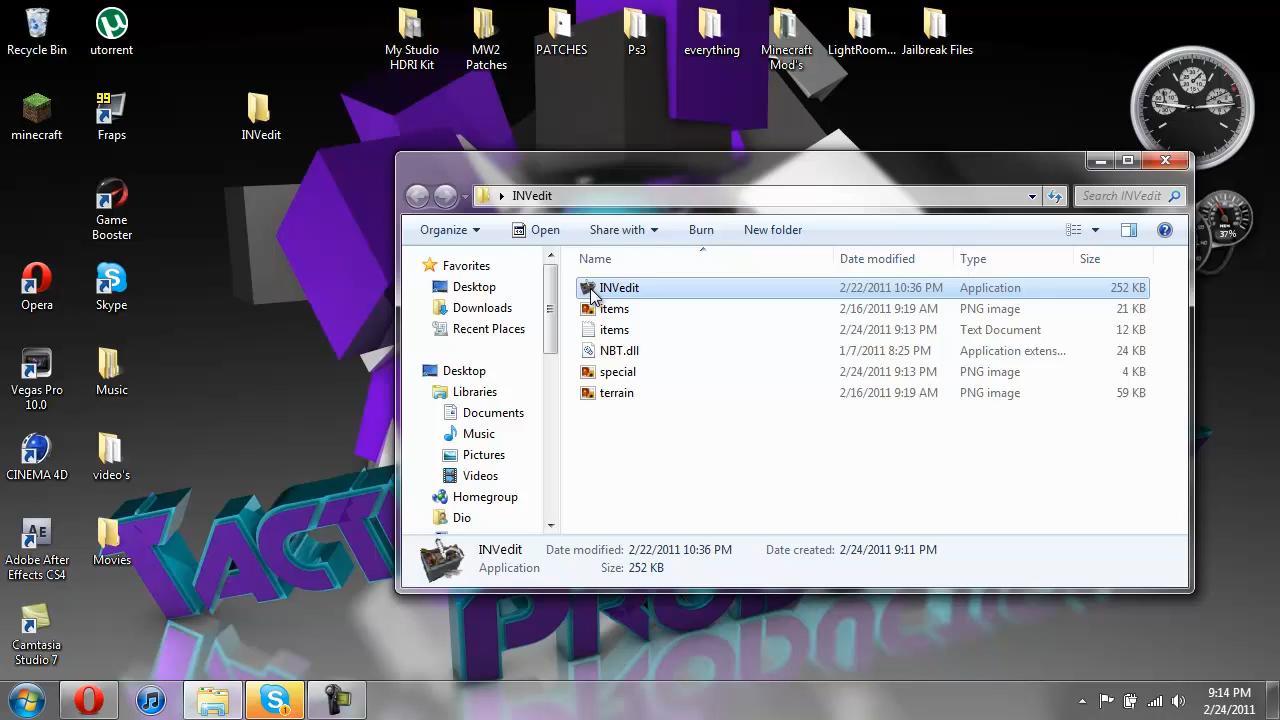 Recycle Bin
utorrent
My Studio
HDRI Kit
MW2
Patches
PATCHES
Ps3
everything
Minecraft
Mod's
LightRoom...
Jailbreak Files
minecraft
99
Fraps
INVedit
Game
Booster
Opera
Skype
Vegas Pro
10.0
Music
CINEMA 4D
video's
AE
Adobe After
Effects CS4
Movies
Camtasia
Studio 7
INVedit
Search INVedit
Organize
Open
Share with
Burn
New folder
Favorites
Desktop
Downloads
Recent Places
Desktop
Libraries
Documents
Music
Pictures
Videos
Homegroup
Dio
Name Date modified Type Size
INVedit 2/22/2011 10:36 PM Application 252 KB
items 2/16/2011 9:19 AM PNG image 21 KB
items 2/24/2011 9:13 PM Text Document 12 KB
NBT.dll 1/7/2011 8:25 PM Application extens... 24 KB
special 2/24/2011 9:13 PM PNG image 4 KB
terrain 2/16/2011 9:19 AM PNG image 59 KB
INVedit Date modified: 2/22/2011 10:36 PM Date created: 2/24/2011 9:11 PM
Application Size: 252 KB
37%
9:14 PM
2/24/2011